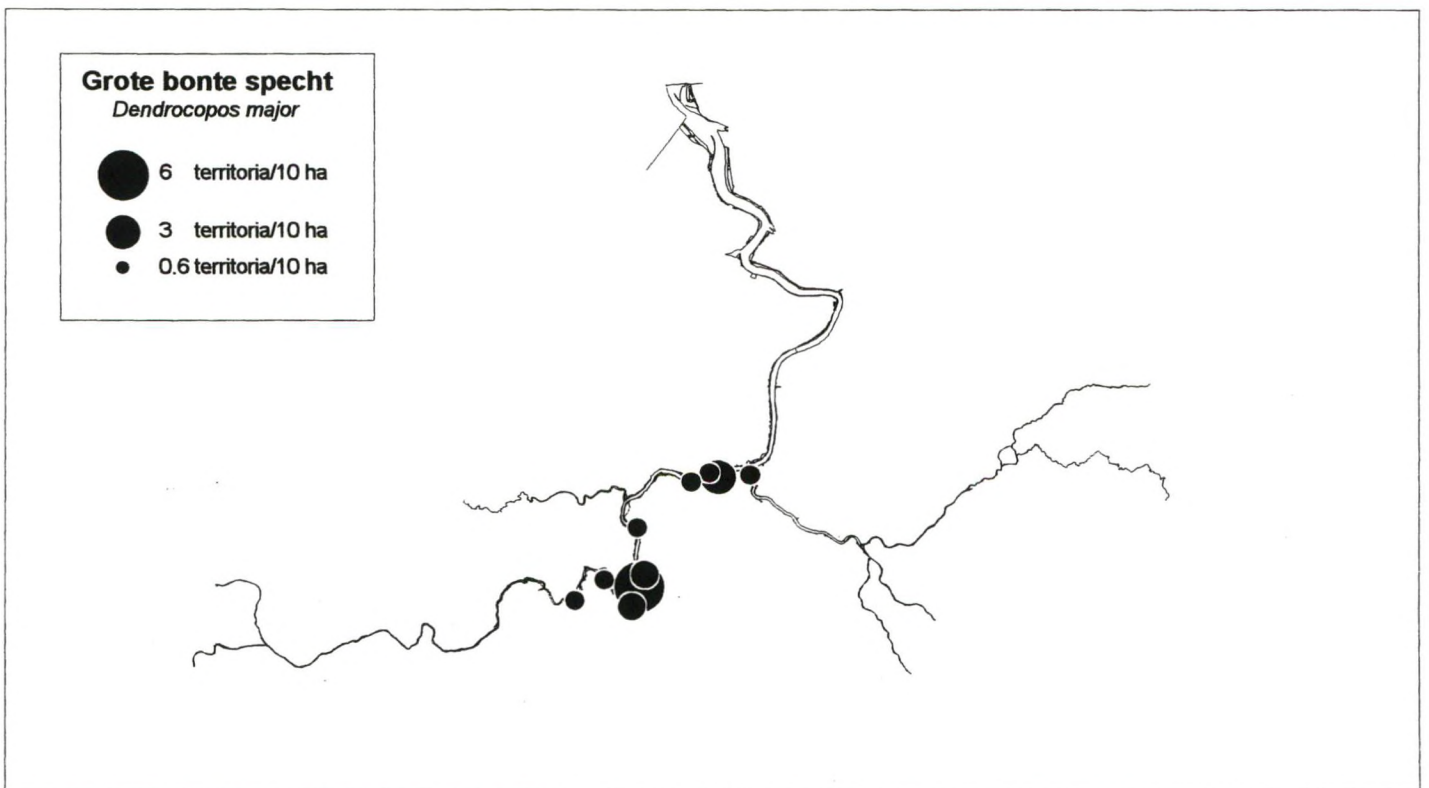 Grote bonte specht
Dendrocopos major
6 territoria/10 ha
3 territoria/10 ha
0.6 territoria/10 ha